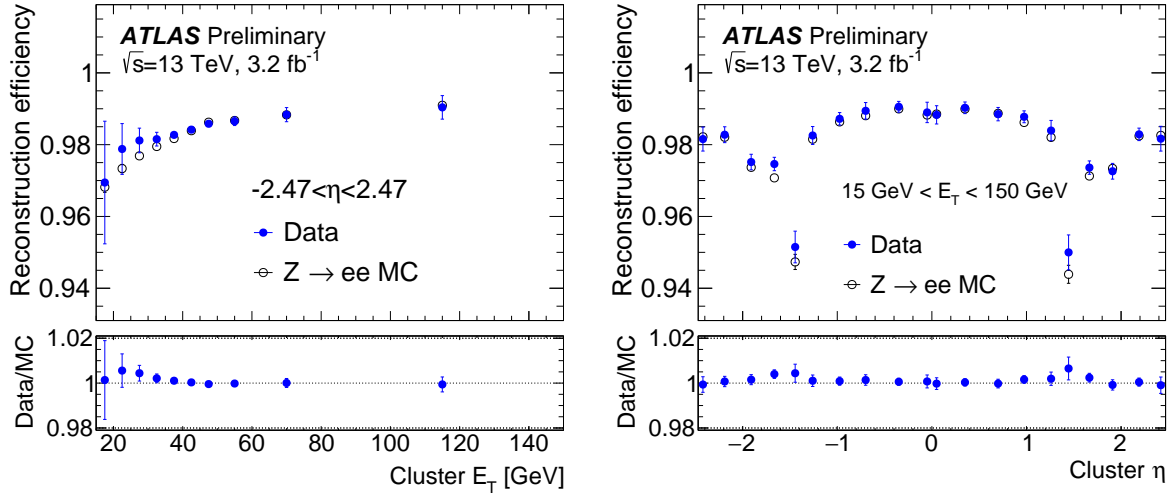 ATLAS Preliminary
√s=13 TeV, 3.2 fb⁻¹
Reconstruction efficiency
1
0.98
0.96
0.94
-2.47<η<2.47
Data
Z → ee MC
Data/MC
1.02
1
0.98
20 40 60 80 100 120 140
Cluster E_T [GeV]
ATLAS Preliminary
√s=13 TeV, 3.2 fb⁻¹
Reconstruction efficiency
1
0.98
0.96
0.94
15 GeV < E_T < 150 GeV
Data
Z → ee MC
Data/MC
1.02
1
0.98
−2 −1 0 1 2
Cluster η